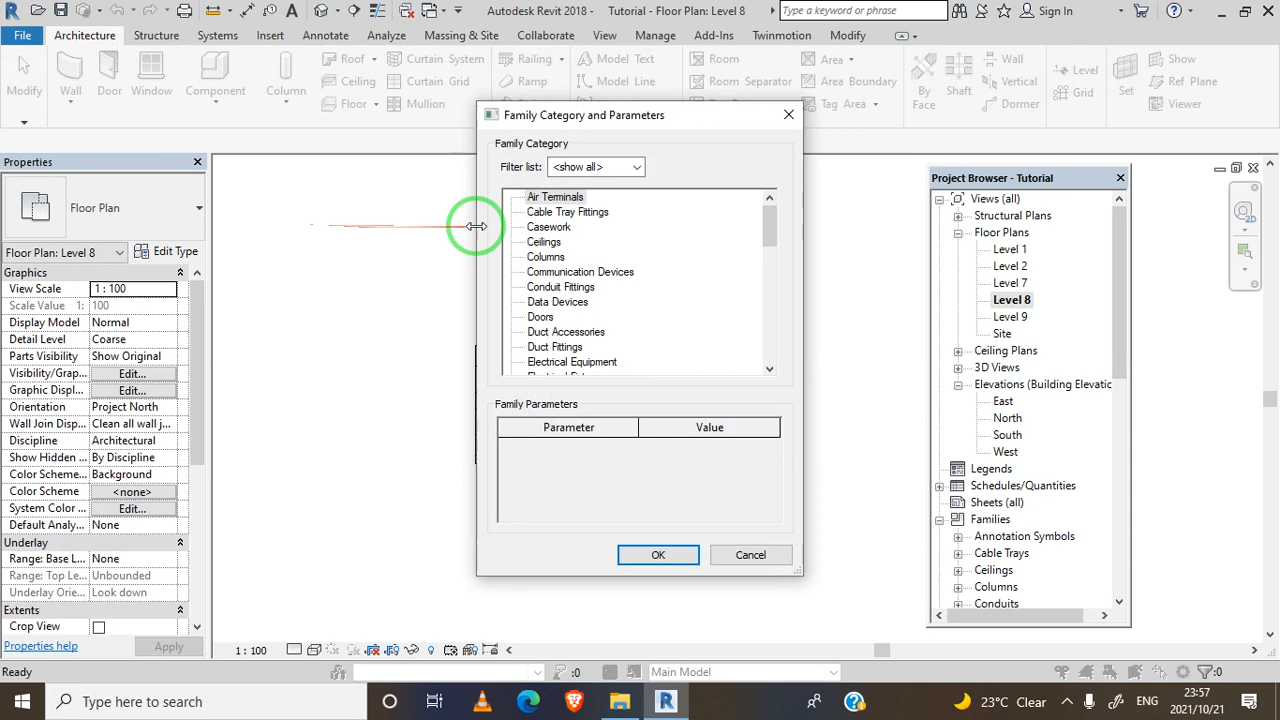 Autodesk Revit 2018 - Tutorial - Floor Plan: Level 8
Type a keyword or phrase
Sign In
File Architecture Structure Systems Insert Annotate Analyze Massing & Site Collaborate View Manage Add-Ins Twinmotion Modify
Modify
Wall
Door
Window
Component
Column
Roof
Ceiling
Floor
Curtain System
Curtain Grid
Mullion
Railing
Ramp
Model Text
Model Line
Room
Room Separator
Area
Area Boundary
Tag Area
By Face
Shaft
Wall
Vertical
Dormer
Level
Grid
Set
Show
Ref Plane
Viewer
Properties
Floor Plan
Floor Plan: Level 8
Edit Type
Graphics
View Scale 1 : 100
Scale Value 1: 100
Display Model Normal
Detail Level Coarse
Parts Visibility Show Original
Visibility/Grap... Edit...
Graphic Displ... Edit...
Orientation Project North
Wall Join Disp... Clean all wall j...
Discipline Architectural
Show Hidden ... By Discipline
Color Scheme... Background
Color Scheme <none>
System Color ... Edit...
Default Analy... None
Underlay
Range: Base L... None
Range: Top Le... Unbounded
Underlay Orie... Look down
Extents
Crop View
Properties help
Apply
Family Category and Parameters
Family Category
Filter list: <show all>
Air Terminals
Cable Tray Fittings
Casework
Ceilings
Columns
Communication Devices
Conduit Fittings
Data Devices
Doors
Duct Accessories
Duct Fittings
Electrical Equipment
Family Parameters
Parameter Value
OK
Cancel
Project Browser - Tutorial
Views (all)
Structural Plans
Floor Plans
Level 1
Level 2
Level 7
Level 8
Level 9
Site
Ceiling Plans
3D Views
Elevations (Building Elevatic
East
North
South
West
Legends
Schedules/Quantities
Sheets (all)
Families
Annotation Symbols
Cable Trays
Ceilings
Columns
Conduits
1 : 100
Ready
:0
Main Model
:0
Type here to search
23°C Clear
ENG
23:57
2021/10/21